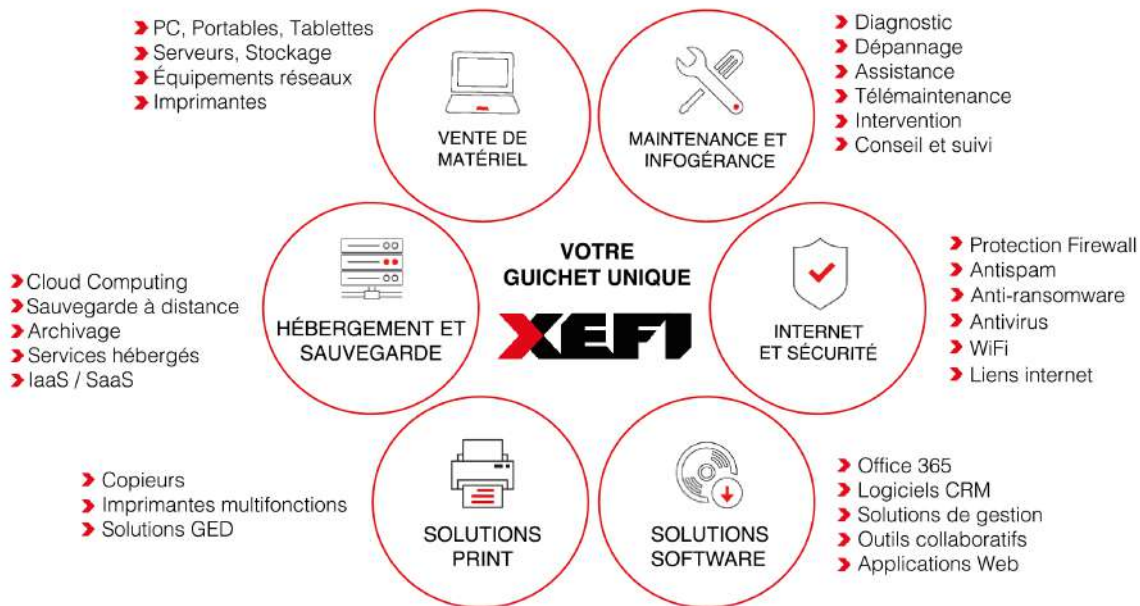 PC, Portables, Tablettes
Serveurs, Stockage
Équipements réseaux
Imprimantes
VENTE DE
MATÉRIEL
MAINTENANCE ET
INFOGÉRANCE
Diagnostic
Dépannage
Assistance
Télémaintenance
Intervention
Conseil et suivi
Cloud Computing
Sauvegarde à distance
Archivage
Services hébergés
IaaS / SaaS
HÉBERGEMENT ET
SAUVEGARDE
VOTRE
GUICHET UNIQUE
XEFI
INTERNET
ET SÉCURITÉ
Protection Firewall
Antispam
Anti-ransomware
Antivirus
WiFi
Liens internet
Copieurs
Imprimantes multifonctions
Solutions GED
SOLUTIONS
PRINT
SOLUTIONS
SOFTWARE
Office 365
Logiciels CRM
Solutions de gestion
Outils collaboratifs
Applications Web